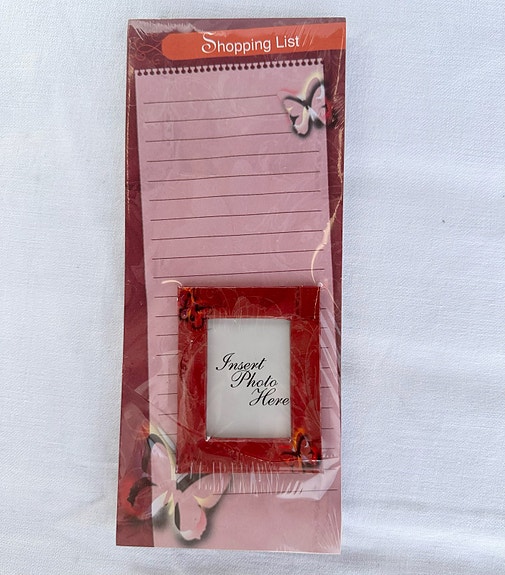 Shopping List
Insert
Photo
Here